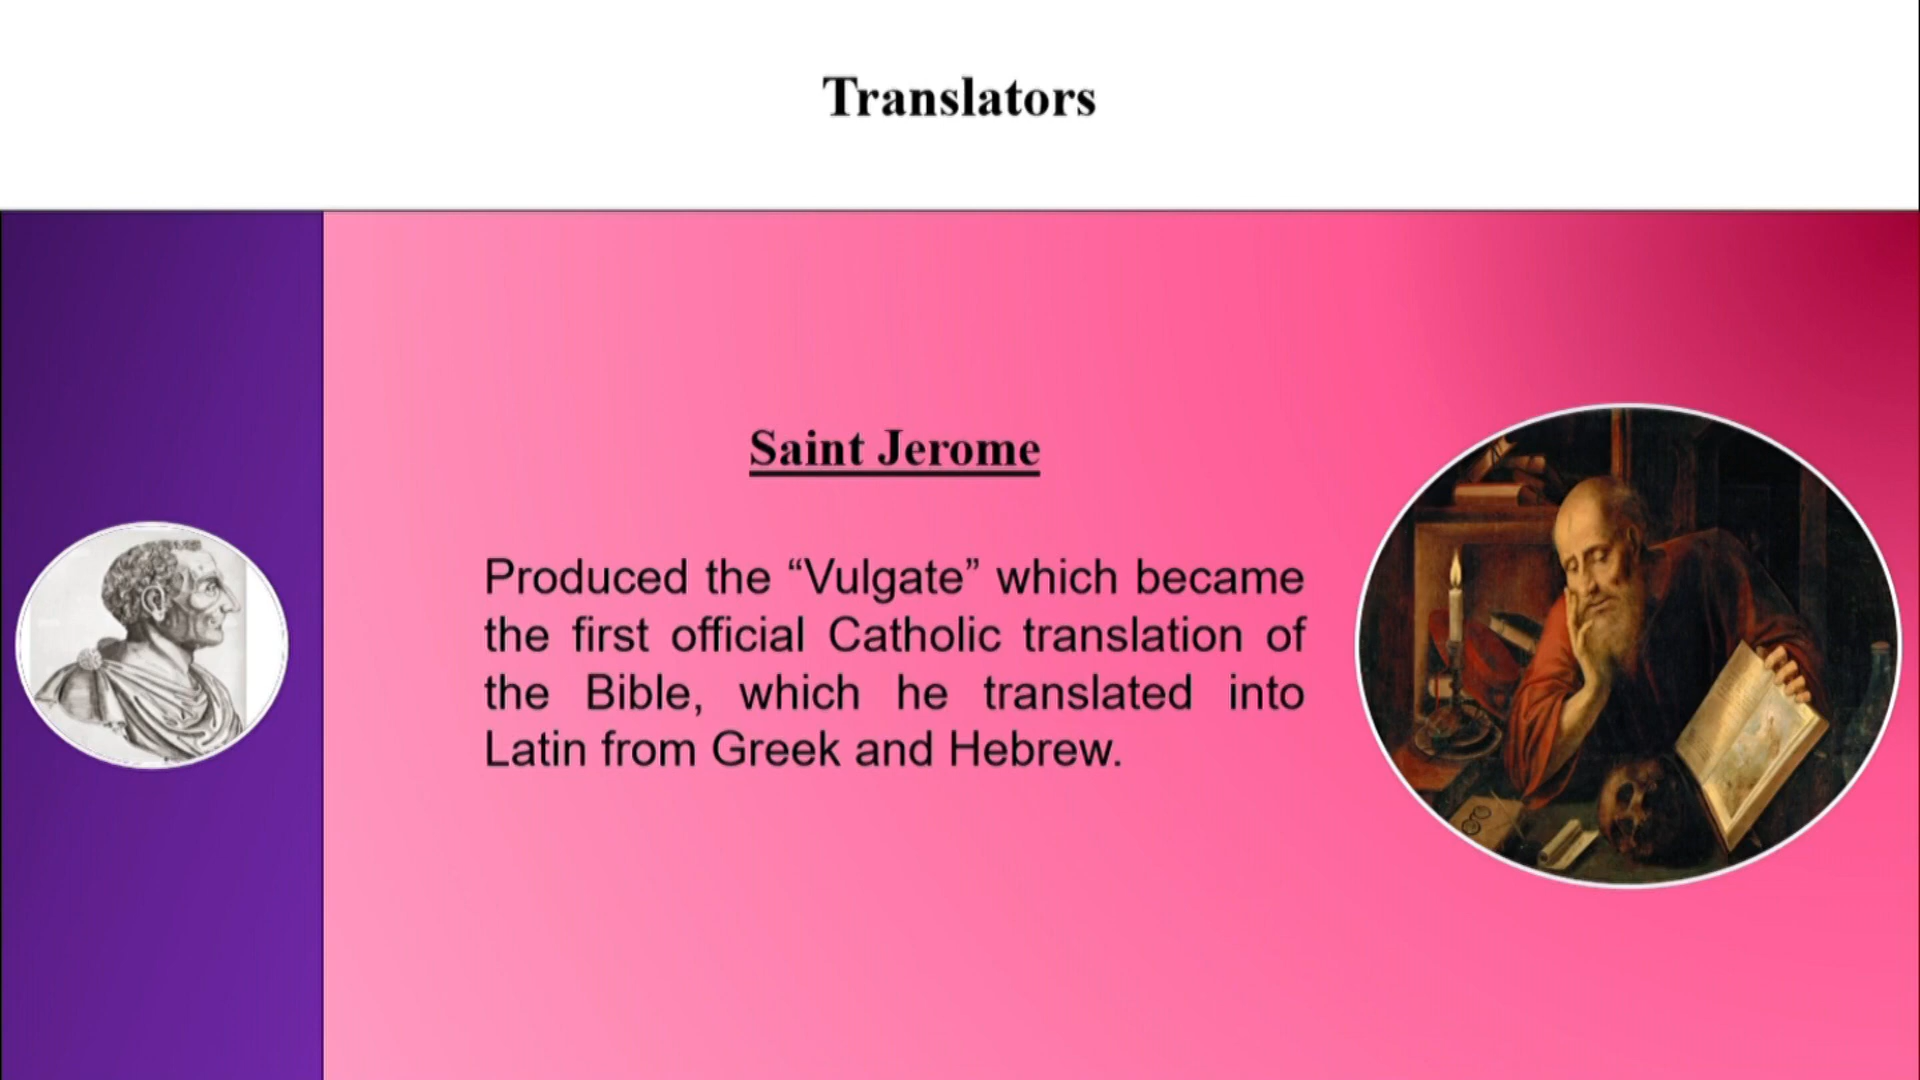 Translators
Saint Jerome
Produced the “Vulgate” which became
the first official Catholic translation of
the Bible, which he translated into
Latin from Greek and Hebrew.